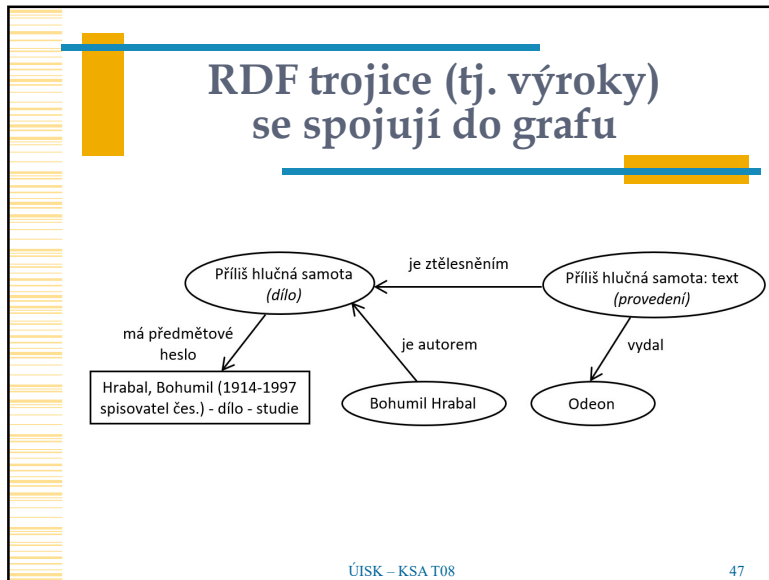 RDF trojice (tj. výroky)
se spojují do grafu
Příliš hlučná samota
(dílo)
je ztělesněním
Příliš hlučná samota: text
(provedení)
má předmětové
heslo
je autorem
vydal
Hrabal, Bohumil (1914-1997
spisovatel čes.) - dílo - studie
Bohumil Hrabal
Odeon
ÚISK – KSA T08
47